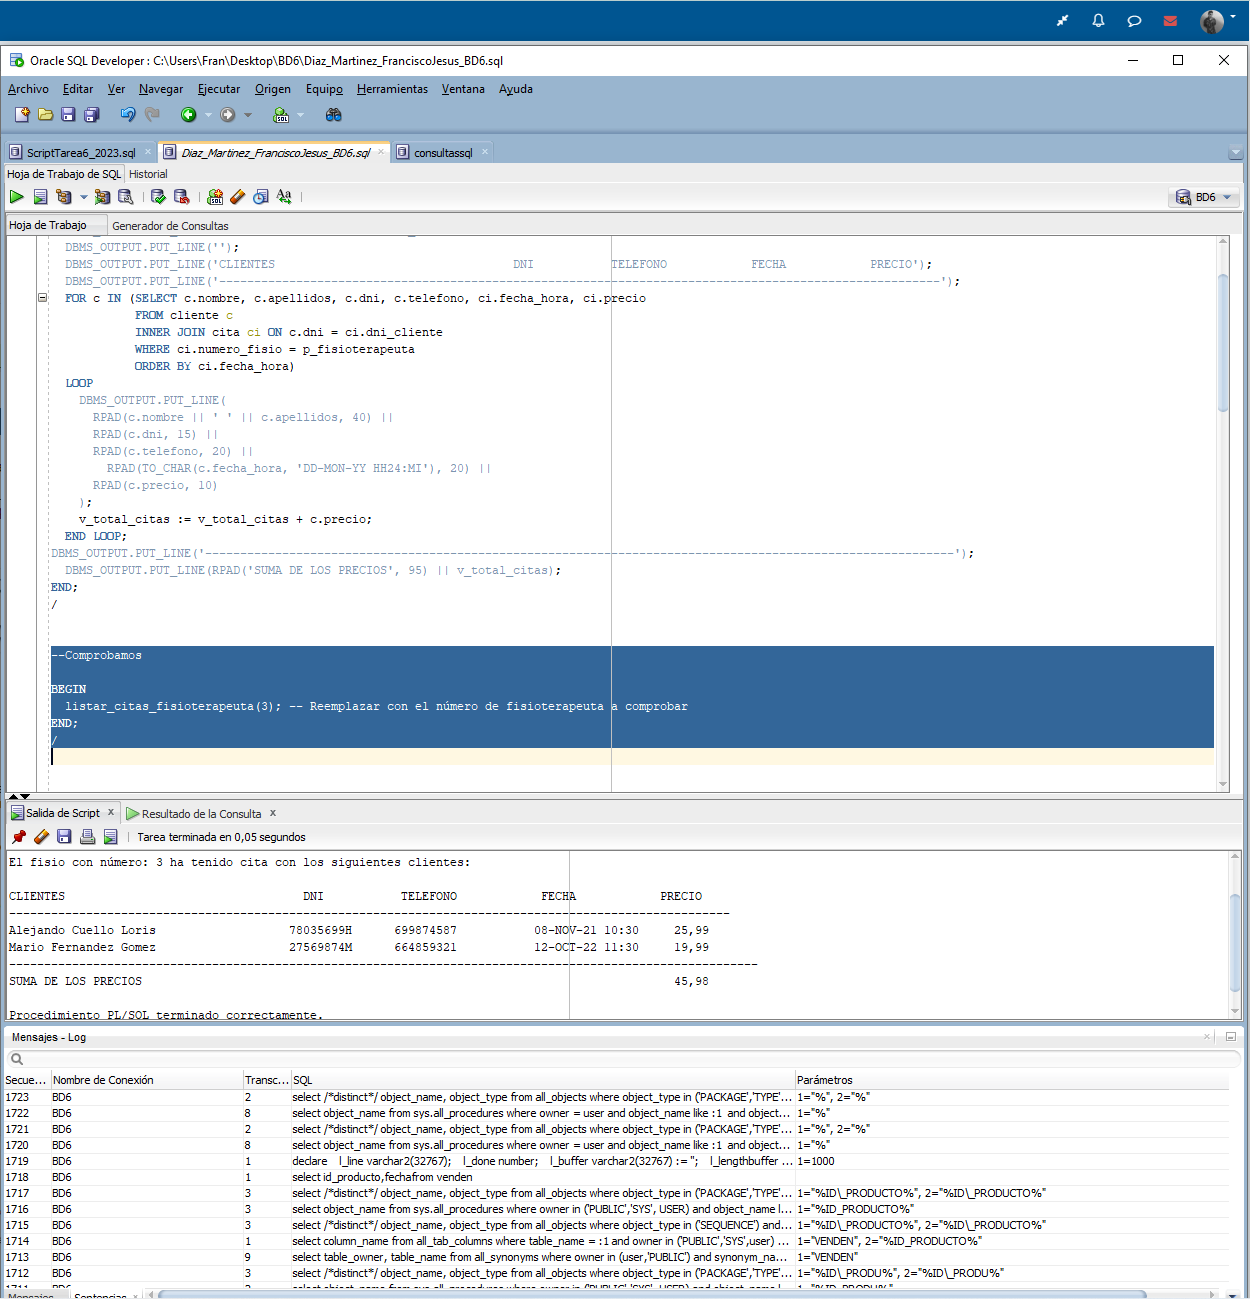 Oracle SQL Developer : C:\Users\Fran\Desktop\BD6\Diaz_Martinez_FranciscoJesus_BD6.sql
Archivo Editar Ver Navegar Ejecutar Origen Equipo Herramientas Ventana Ayuda
ScriptTarea6_2023.sql × Diaz_Martinez_FranciscoJesus_BD6.sql × consultassql ×
Hoja de Trabajo de SQL Historial
BD6
Hoja de Trabajo Generador de Consultas
DBMS_OUTPUT.PUT_LINE('');
DBMS_OUTPUT.PUT_LINE('CLIENTES DNI TELEFONO FECHA PRECIO');
DBMS_OUTPUT.PUT_LINE('-------------------------------------------------------------------------------------------------------');
FOR c IN (SELECT c.nombre, c.apellidos, c.dni, c.telefono, ci.fecha_hora, ci.precio
FROM cliente c
INNER JOIN cita ci ON c.dni = ci.dni_cliente
WHERE ci.numero_fisio = p_fisioterapeuta
ORDER BY ci.fecha_hora)
LOOP
DBMS_OUTPUT.PUT_LINE(
RPAD(c.nombre || ' ' || c.apellidos, 40) ||
RPAD(c.dni, 15) ||
RPAD(c.telefono, 20) ||
RPAD(TO_CHAR(c.fecha_hora, 'DD-MON-YY HH24:MI'), 20) ||
RPAD(c.precio, 10)
);
v_total_citas := v_total_citas + c.precio;
END LOOP;
DBMS_OUTPUT.PUT_LINE('-----------------------------------------------------------------------------------------------------------');
DBMS_OUTPUT.PUT_LINE(RPAD('SUMA DE LOS PRECIOS', 95) || v_total_citas);
END;
/
--Comprobamos
BEGIN
listar_citas_fisioterapeuta(3); -- Reemplazar con el número de fisioterapeuta a comprobar
END;
/
Salida de Script × Resultado de la Consulta ×
Tarea terminada en 0,05 segundos
El fisio con número: 3 ha tenido cita con los siguientes clientes:
CLIENTES DNI TELEFONO FECHA PRECIO
-------------------------------------------------------------------------------------------------------
Alejando Cuello Loris 78035699H 699874587 08-NOV-21 10:30 25,99
Mario Fernandez Gomez 27569874M 664859321 12-OCT-22 11:30 19,99
-----------------------------------------------------------------------------------------------------------
SUMA DE LOS PRECIOS 45,98
Procedimiento PL/SQL terminado correctamente.
Mensajes - Log
Secue... Nombre de Conexión Transc... SQL Parámetros
1723 BD6 2 select /*distinct*/ object_name, object_type from all_objects where object_type in ('PACKAGE','TYPE'... 1="%", 2="%"
1722 BD6 8 select object_name from sys.all_procedures where owner = user and object_name like :1 and object... 1="%"
1721 BD6 2 select /*distinct*/ object_name, object_type from all_objects where object_type in ('PACKAGE','TYPE'... 1="%", 2="%"
1720 BD6 8 select object_name from sys.all_procedures where owner = user and object_name like :1 and object... 1="%"
1719 BD6 1 declare l_line varchar2(32767); l_done number; l_buffer varchar2(32767) := ''; l_lengthbuffer ... 1=1000
1718 BD6 1 select id_producto,fechafrom venden
1717 BD6 3 select /*distinct*/ object_name, object_type from all_objects where object_type in ('PACKAGE','TYPE'... 1="%ID\_PRODUCTO%", 2="%ID\_PRODUCTO%"
1716 BD6 3 select object_name from sys.all_procedures where owner in ('PUBLIC','SYS', USER) and object_name l... 1="%ID_PRODUCTO%"
1715 BD6 3 select /*distinct*/ object_name, object_type from all_objects where object_type in ('SEQUENCE') and... 1="%ID\_PRODUCTO%", 2="%ID\_PRODUCTO%"
1714 BD6 1 select column_name from all_tab_columns where table_name = :1 and owner in ('PUBLIC','SYS',user) ... 1="VENDEN", 2="%ID_PRODUCTO%"
1713 BD6 9 select table_owner, table_name from all_synonyms where owner in (user,'PUBLIC') and synonym_na... 1="VENDEN"
1712 BD6 3 select /*distinct*/ object_name, object_type from all_objects where object_type in ('PACKAGE','TYPE'... 1="%ID\_PRODU%", 2="%ID\_PRODU%"
Mensajes Sentencias ×